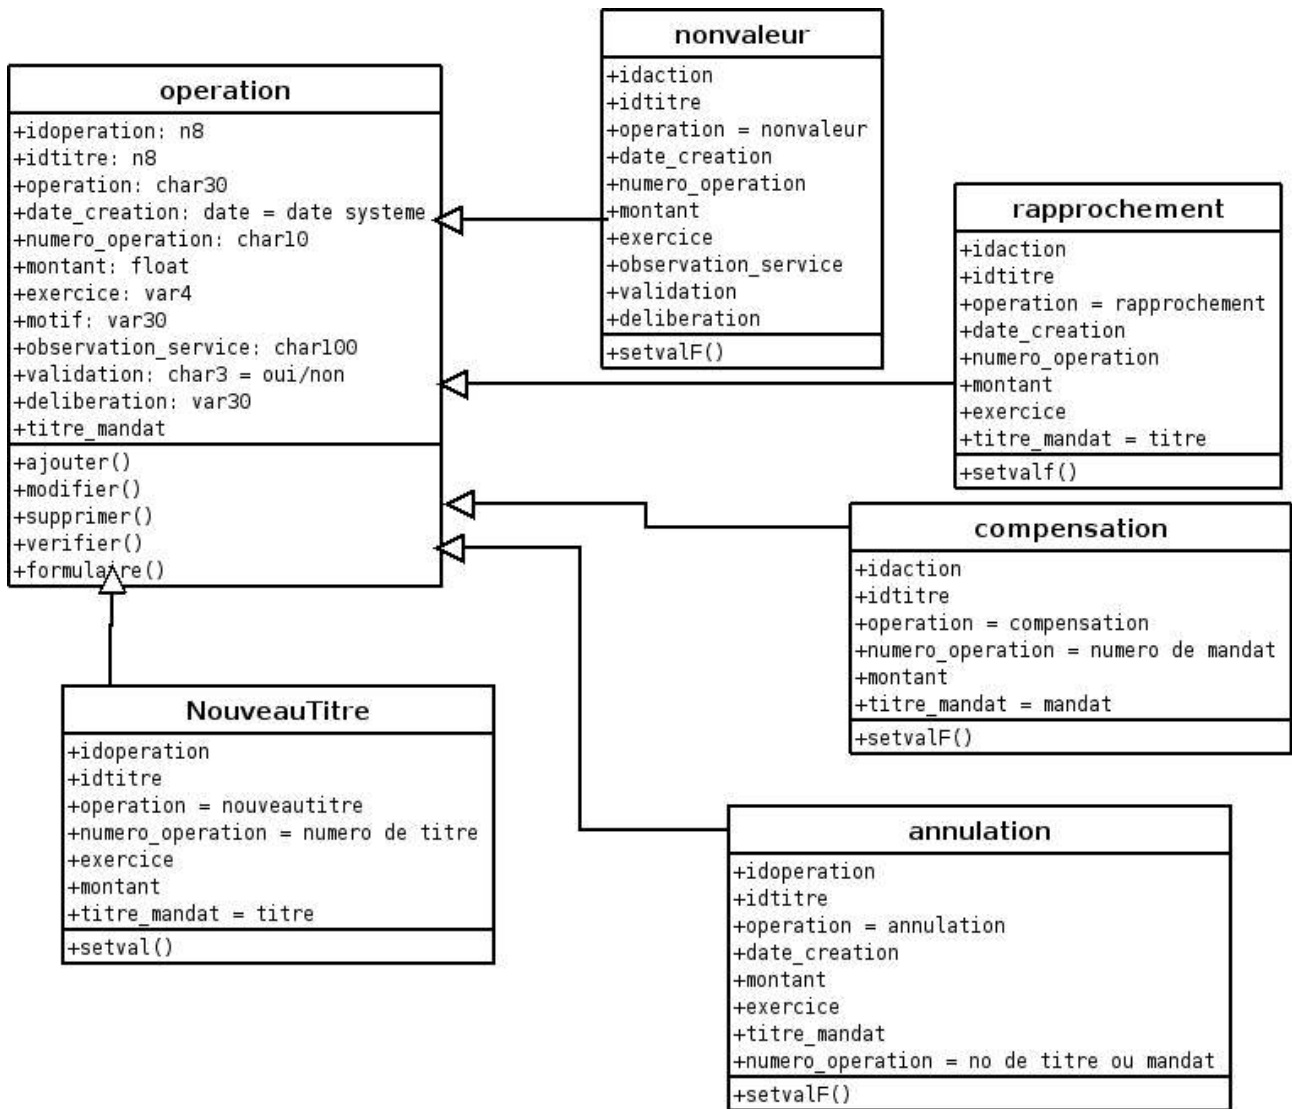 operation
+idoperation: n8
+idtitre: n8
+operation: char30
+date_creation: date = date systeme
+numero_operation: char10
+montant: float
+exercice: var4
+motif: var30
+observation_service: char100
+validation: char3 = oui/non
+deliberation: var30
+titre_mandat
+ajouter()
+modifier()
+supprimer()
+verifier()
+formulaire()
nonvaleur
+idaction
+idtitre
+operation = nonvaleur
+date_creation
+numero_operation
+montant
+exercice
+observation_service
+validation
+deliberation
+setvalF()
rapprochement
+idaction
+idtitre
+operation = rapprochement
+date_creation
+numero_operation
+montant
+exercice
+titre_mandat = titre
+setvalf()
compensation
+idaction
+idtitre
+operation = compensation
+numero_operation = numero de mandat
+montant
+titre_mandat = mandat
+setvalF()
NouveauTitre
+idoperation
+idtitre
+operation = nouveautitre
+numero_operation = numero de titre
+exercice
+montant
+titre_mandat = titre
+setval()
annulation
+idoperation
+idtitre
+operation = annulation
+date_creation
+montant
+exercice
+titre_mandat
+numero_operation = no de titre ou mandat
+setvalF()